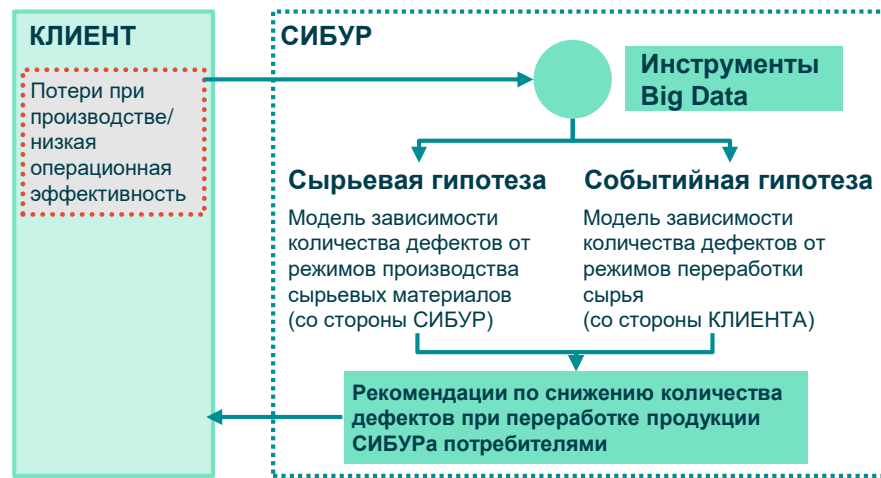 КЛИЕНТ
Потери при
производстве/
низкая
операционная
эффективность
СИБУР
Инструменты
Big Data
Сырьевая гипотеза
Модель зависимости
количества дефектов от
режимов производства
сырьевых материалов
(со стороны СИБУР)
Событийная гипотеза
Модель зависимости
количества дефектов от
режимов переработки
сырья
(со стороны КЛИЕНТА)
Рекомендации по снижению количества
дефектов при переработке продукции
СИБУРа потребителями